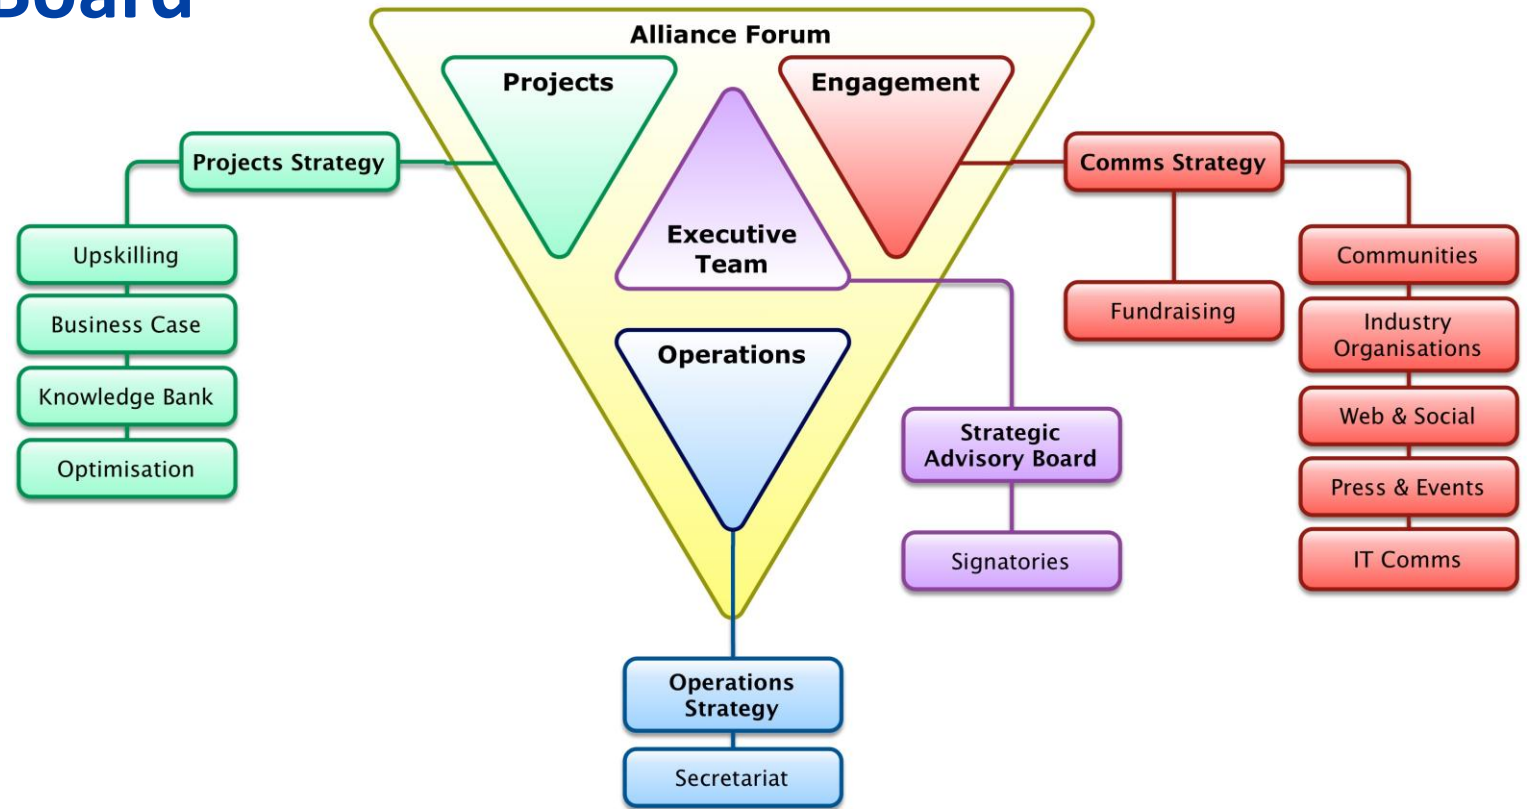 Board
Alliance Forum
Projects
Engagement
Projects Strategy
Comms Strategy
Executive
Team
Upskilling
Business Case
Knowledge Bank
Optimisation
Operations
Fundraising
Communities
Industry
Organisations
Web & Social
Press & Events
IT Comms
Strategic
Advisory Board
Signatories
Operations
Strategy
Secretariat